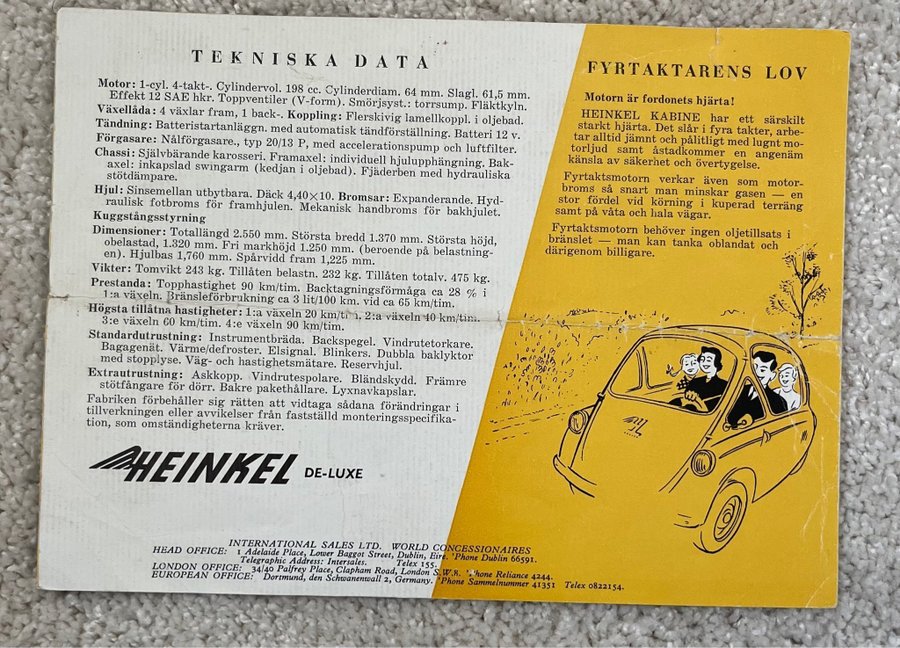 TEKNISKA DATA
Motor: 1-cyl. 4-takt-. Cylindervol. 198 cc. Cylinderdiam. 64 mm. Slagl. 61,5 mm.
Effekt 12 SAE hkr. Toppventiler (V-form). Smörjsyst.: torrsump. Fläktkyln.
Växellåda: 4 växlar fram, 1 back-. Koppling: Flerskivig lamellkoppl. i oljebad.
Tändning: Batteristartanläggn. med automatisk tändförställning. Batteri 12 v.
Förgasare: Nålförgasare., typ 20/13 P, med accelerationspump och luftfilter.
Chassi: Självbärande karosseri. Framaxel: individuell hjulupphängning. Bak-
axel: inkapslad swingarm (kedjan i oljebad). Fjäderben med hydrauliska
stötdämpare.
Hjul: Sinsemellan utbytbara. Däck 4,40×10. Bromsar: Expanderande. Hyd-
raulisk fotbroms för framhjulen. Mekanisk handbroms för bakhjulet.
Kuggstångsstyrning
Dimensioner: Totallängd 2.550 mm. Största bredd 1.370 mm. Största höjd,
obelastad, 1.320 mm. Fri markhöjd 1.250 mm. (beroende på belastning-
en). Hjulbas 1,760 mm. Spårvidd fram 1,225 mm.
Vikter: Tomvikt 243 kg. Tillåten belastn. 232 kg. Tillåten totalv. 475 kg.
Prestanda: Topphastighet 90 km/tim. Backtagningsförmåga ca 28 % i
1:a växeln. Bränsleförbrukning ca 3 lit/100 km. vid ca 65 km/tim.
Högsta tillåtna hastigheter: 1:a växeln 20 km/tim. 2:a växeln 40 km/tim.
3:e växeln 60 km/tim. 4:e växeln 90 km/tim.
Standardutrustning: Instrumentbräda. Backspegel. Vindrutetorkare.
Bagagenät. Värme/defroster. Elsignal. Blinkers. Dubbla baklyktor
med stopplyse. Väg- och hastighetsmätare. Reservhjul.
Extrautrustning: Askkopp. Vindrutespolare. Bländskydd. Främre
stötfångare för dörr. Bakre pakethållare. Lyxnavkapslar.
Fabriken förbehåller sig rätten att vidtaga sådana förändringar i
tillverkningen eller avvikelser från fastställd monteringsspecifika-
tion, som omständigheterna kräver.
HEINKEL DE-LUXE
INTERNATIONAL SALES LTD. WORLD CONCESSIONAIRES
HEAD OFFICE: 1 Adelaide Place, Lower Baggot Street, Dublin, Eire. 'Phone Dublin 66591.
Telegraphic Address: Intersales. Telex 155.
LONDON OFFICE: 34/40 Palfrey Place, Clapham Road, London S.W.8. 'Phone Reliance 4244.
EUROPEAN OFFICE: Dortmund, den Schwanenwall 2, Germany. 'Phone Sammelnummer 41351 Telex 0822154.
FYRTAKTARENS LOV
Motorn är fordonets hjärta!
HEINKEL KABINE har ett särskilt
starkt hjärta. Det slår i fyra takter, arbe-
tar alltid jämnt och pålitligt med lugnt mo-
torljud samt åstadkommer en angenäm
känsla av säkerhet och övertygelse.
Fyrtaktsmotorn verkar även som motor-
broms så snart man minskar gasen — en
stor fördel vid körning i kuperad terräng
samt på våta och hala vägar.
Fyrtaktsmotorn behöver ingen oljetillsats i
bränslet — man kan tanka oblandat och
därigenom billigare.